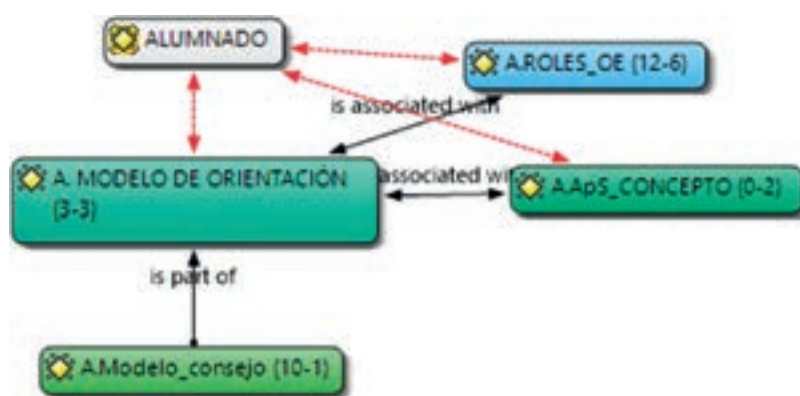 ALUMNADO
A.ROLES_OE (12-6)
is associated with
A. MODELO DE ORIENTACIÓN
(3-3)
associated wi
A.ApS_CONCEPTO (0-2)
is part of
A.Modelo_consejo (10-1)